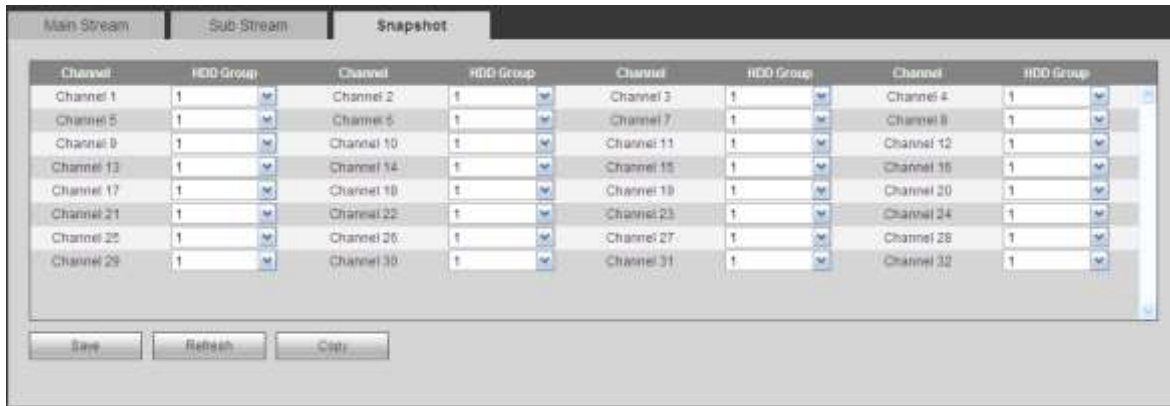 Main Stream Sub Stream Snapshot
Channel HDD Group Channel HDD Group Channel HDD Group Channel HDD Group
Channel 1 1 Channel 2 1 Channel 3 1 Channel 4 1
Channel 5 1 Channel 6 1 Channel 7 1 Channel 8 1
Channel 9 1 Channel 10 1 Channel 11 1 Channel 12 1
Channel 13 1 Channel 14 1 Channel 15 1 Channel 16 1
Channel 17 1 Channel 18 1 Channel 19 1 Channel 20 1
Channel 21 1 Channel 22 1 Channel 23 1 Channel 24 1
Channel 25 1 Channel 26 1 Channel 27 1 Channel 28 1
Channel 29 1 Channel 30 1 Channel 31 1 Channel 32 1
Save Refresh Copy